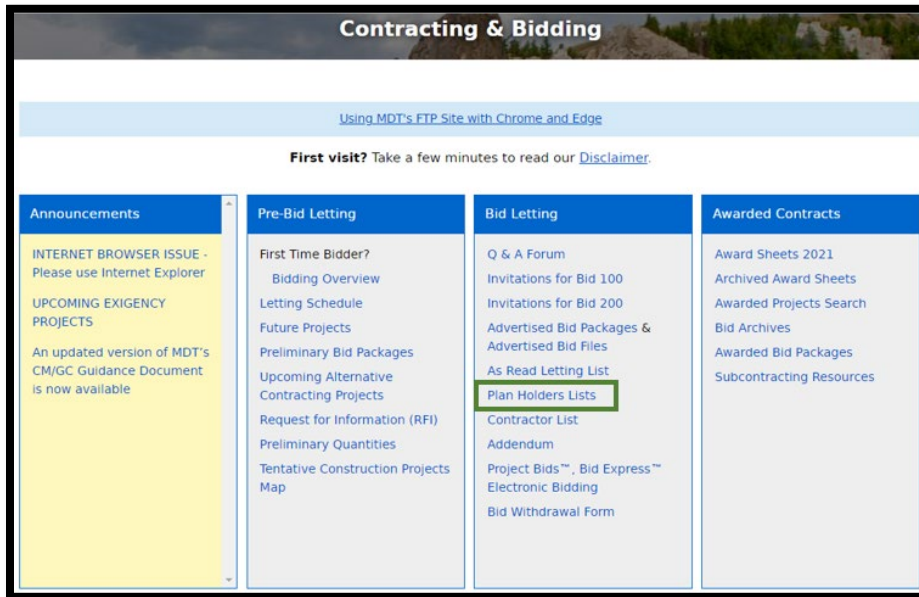 Contracting & Bidding
Using MDT's FTP Site with Chrome and Edge
First visit? Take a few minutes to read our Disclaimer.
Announcements
INTERNET BROWSER ISSUE -
Please use Internet Explorer
UPCOMING EXIGENCY
PROJECTS
An updated version of MDT's
CM/GC Guidance Document
is now available
Pre-Bid Letting
First Time Bidder?
Bidding Overview
Letting Schedule
Future Projects
Preliminary Bid Packages
Upcoming Alternative
Contracting Projects
Request for Information (RFI)
Preliminary Quantities
Tentative Construction Projects
Map
Bid Letting
Q & A Forum
Invitations for Bid 100
Invitations for Bid 200
Advertised Bid Packages &
Advertised Bid Files
As Read Letting List
Plan Holders Lists
Contractor List
Addendum
Project Bids™, Bid Express™
Electronic Bidding
Bid Withdrawal Form
Awarded Contracts
Award Sheets 2021
Archived Award Sheets
Awarded Projects Search
Bid Archives
Awarded Bid Packages
Subcontracting Resources